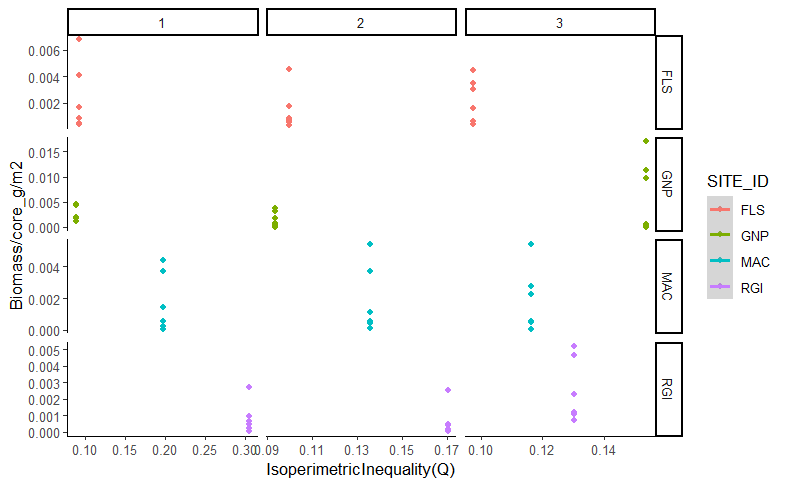 1 2 3
0.006
0.004
0.002
FLS
0.015
0.010
0.005
0.000
GNP
0.004
0.002
0.000
MAC
0.005
0.004
0.003
0.002
0.001
0.000
RGI
0.10 0.15 0.20 0.25 0.30 0.09 0.11 0.13 0.15 0.17 0.10 0.12 0.14
IsoperimetricInequality(Q)
Biomass/core_g/m2
SITE_ID
FLS
GNP
MAC
RGI